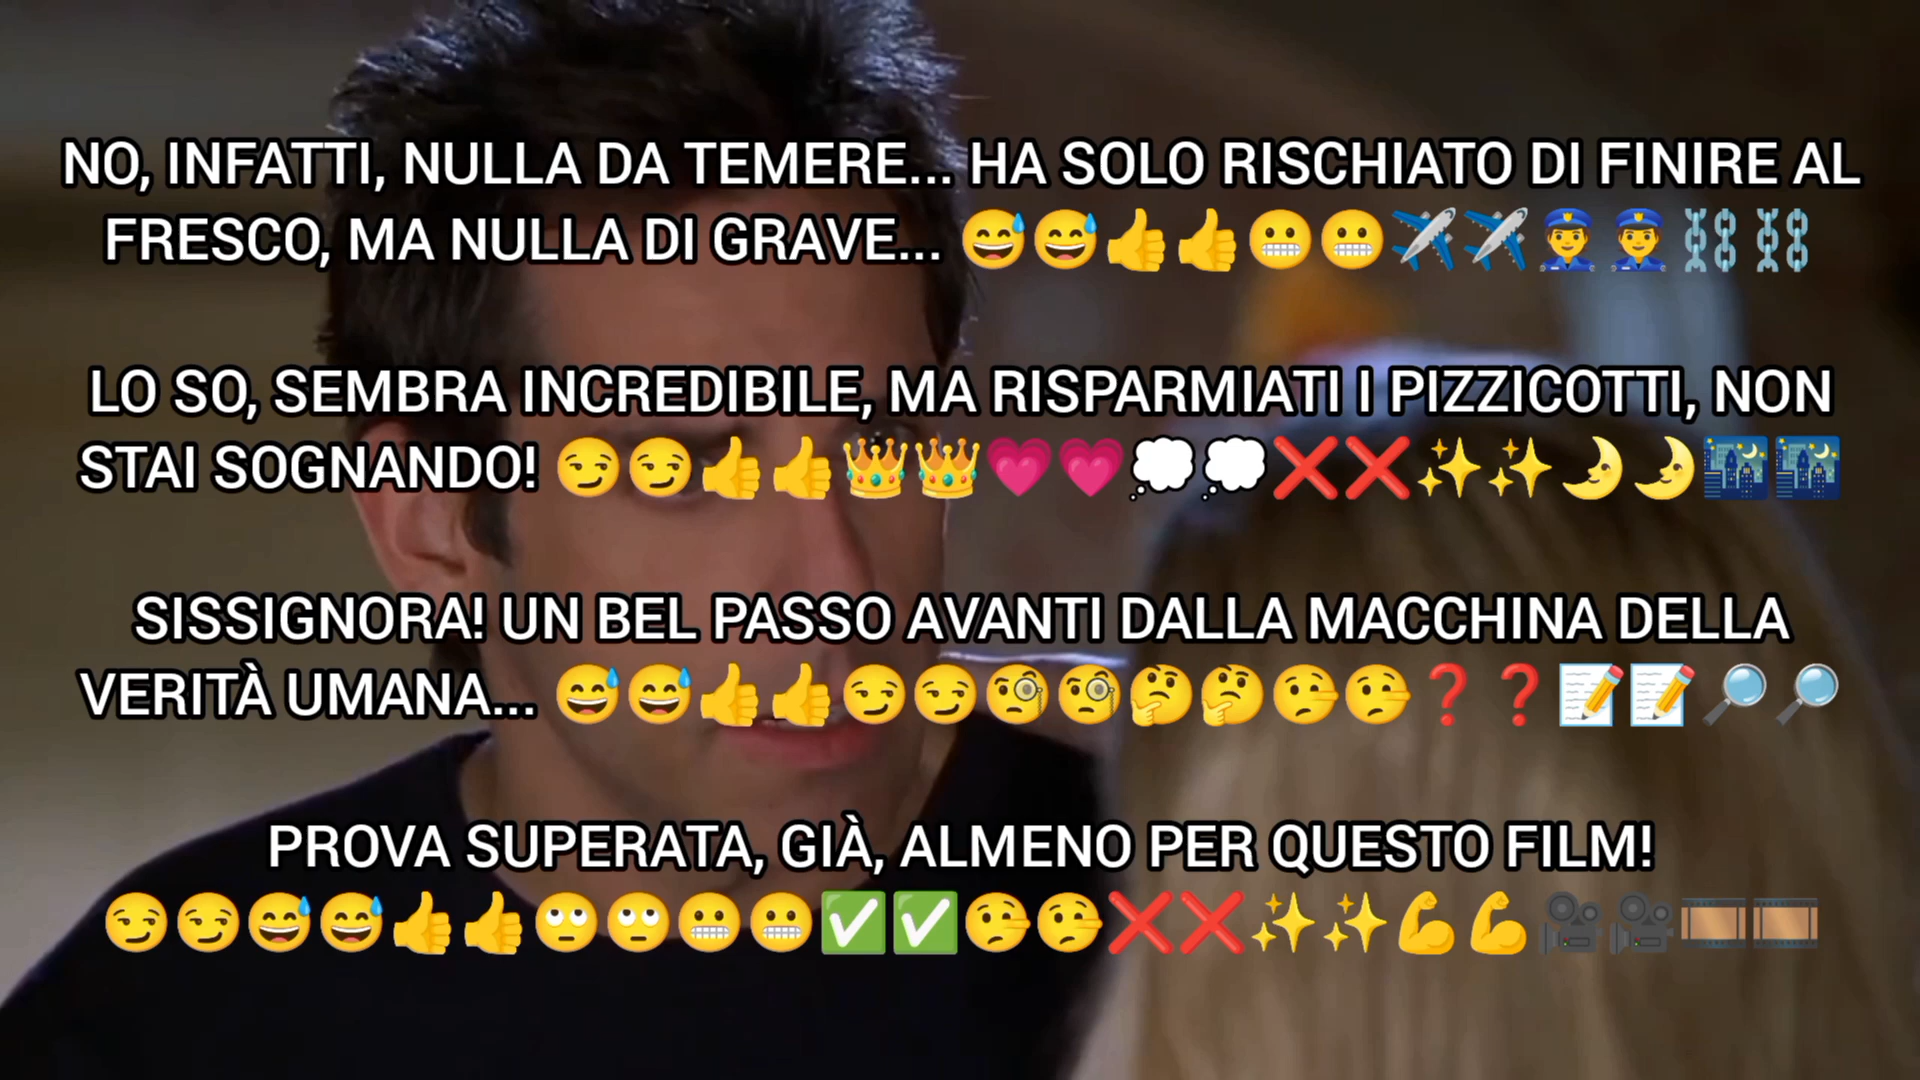 NO, INFATTI, NULLA DA TEMERE... HA SOLO RISCHIATO DI FINIRE AL
FRESCO, MA NULLA DI GRAVE... 😅😅👍👍😬😬✈️✈️👮‍♂️👮‍♂️⛓️⛓️
LO SO, SEMBRA INCREDIBILE, MA RISPARMIATI I PIZZICOTTI, NON
STAI SOGNANDO! 😏😏👍👍👑👑💗💗💭💭❌❌✨✨🌛🌛🌃🌃
SISSIGNORA! UN BEL PASSO AVANTI DALLA MACCHINA DELLA
VERITÀ UMANA... 😅😅👍👍😏😏🧐🧐🤔🤔🤥🤥❓❓📝📝🔎🔎
PROVA SUPERATA, GIÀ, ALMENO PER QUESTO FILM!
😏😏😅😅👍👍🙄🙄😬😬✅✅🤥🤥❌❌✨✨💪💪🎥🎥🎞️🎞️